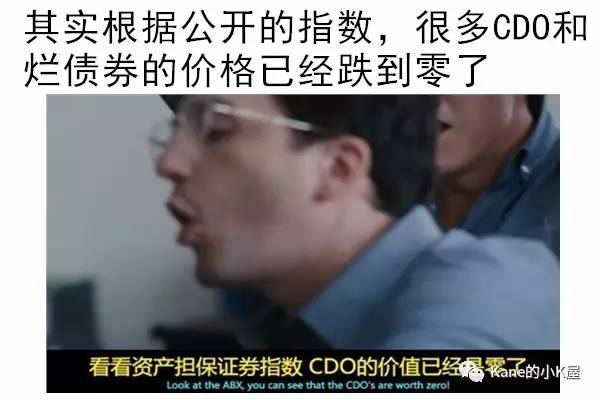 其实根据公开的指数，很多CDO和
烂债券的价格已经跌到零了
看看资产担保证券指数 CDO的价值已经是零了
Look at the ABX, you can see that the CDO's are worth zero!
Kane的小K屋